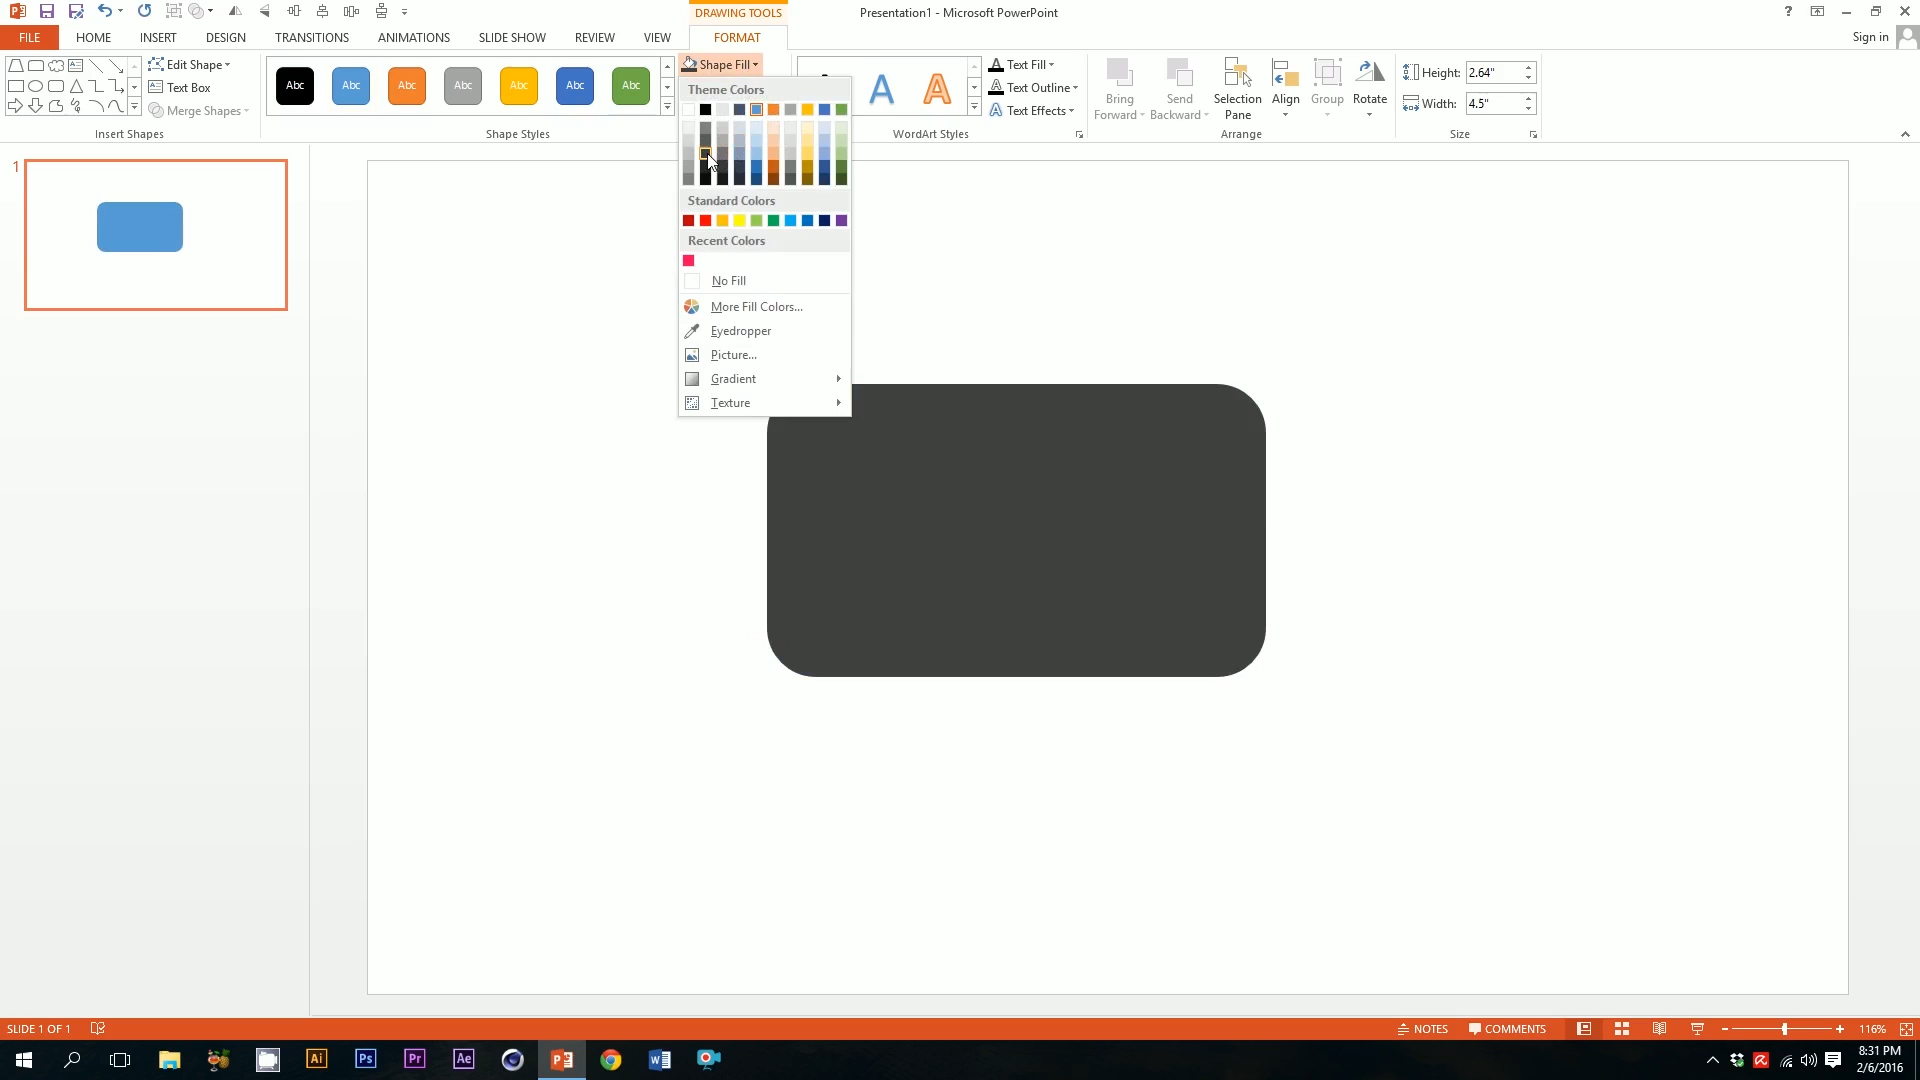 DRAWING TOOLS
Presentation1 - Microsoft PowerPoint
?
FILE
HOME
INSERT
DESIGN
TRANSITIONS
ANIMATIONS
SLIDE SHOW
REVIEW
VIEW
FORMAT
Sign in
Edit Shape
Text Box
Merge Shapes
Insert Shapes
Abc
Abc
Abc
Abc
Abc
Abc
Abc
Shape Styles
Shape Fill
Theme Colors
Standard Colors
Recent Colors
No Fill
More Fill Colors...
Eyedropper
Picture...
Gradient
Texture
A
A
WordArt Styles
Text Fill
Text Outline
Text Effects
Bring
Forward
Send
Backward
Selection
Pane
Align
Group
Rotate
Arrange
Height: 2.64"
Width: 4.5"
Size
1
SLIDE 1 OF 1
NOTES
COMMENTS
116%
Ai
Ps
Pr
Ae
8:31 PM
2/6/2016